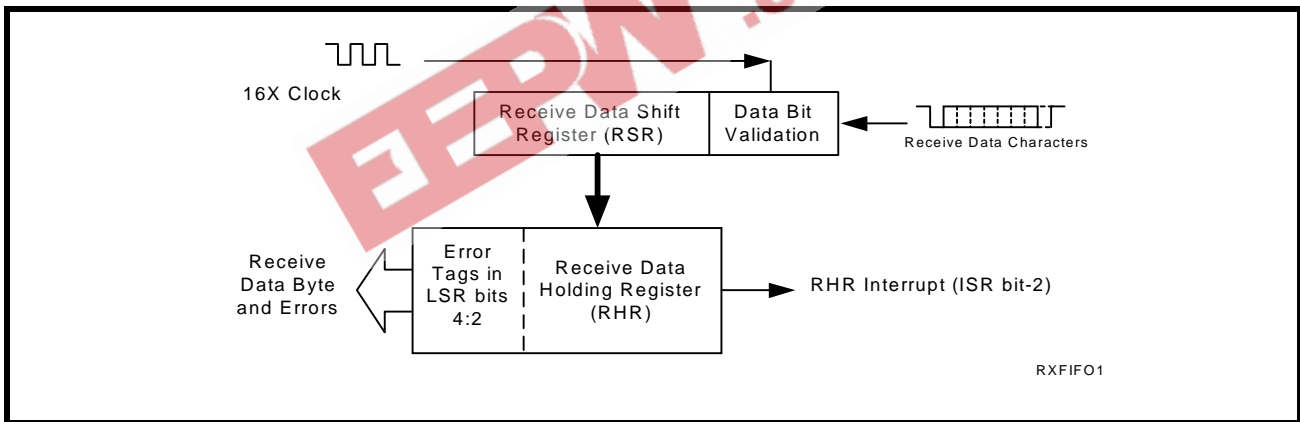 EEPW.
16X Clock
Receive Data Shift
Register (RSR)
Data Bit
Validation
Receive Data Characters
Receive
Data Byte
and Errors
Error
Tags in
LSR bits
4:2
Receive Data
Holding Register
(RHR)
RHR Interrupt (ISR bit-2)
RXFIFO1